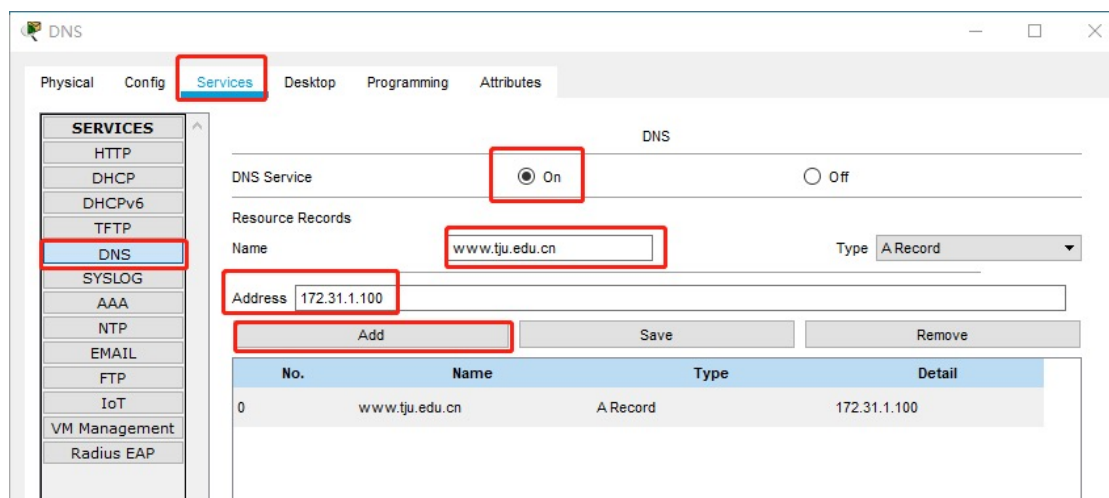 DNS
Physical Config Services Desktop Programming Attributes
SERVICES
HTTP
DHCP
DHCPv6
TFTP
DNS
SYSLOG
AAA
NTP
EMAIL
FTP
IoT
VM Management
Radius EAP
DNS
DNS Service On Off
Resource Records
Name www.tju.edu.cn Type A Record
Address 172.31.1.100
Add Save Remove
No. Name Type Detail
0 www.tju.edu.cn A Record 172.31.1.100